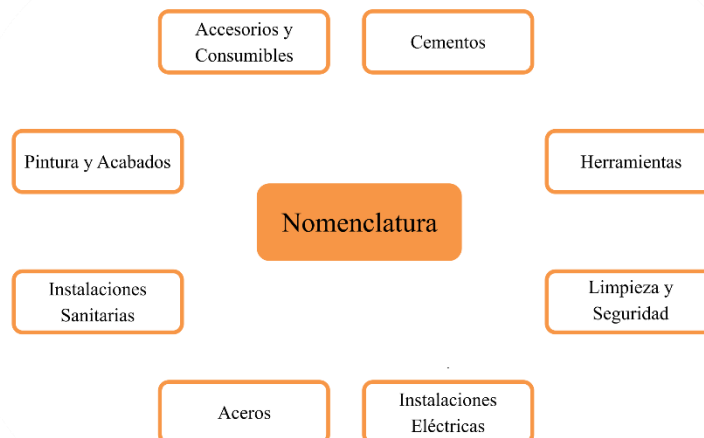 Accesorios y
Consumibles
Cementos
Pintura y Acabados
Herramientas
Nomenclatura
Instalaciones
Sanitarias
Limpieza y
Seguridad
Aceros
Instalaciones
Eléctricas